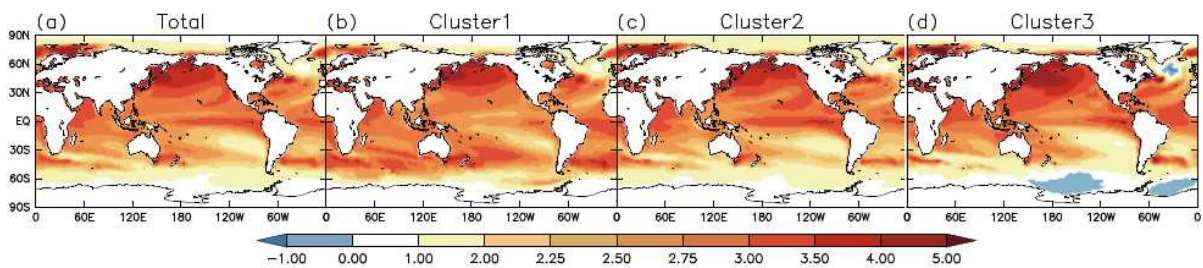 (a) Total (b) Cluster1 (c) Cluster2 (d) Cluster3
90N
60N
30N
EQ
30S
60S
90S
0 60E 120E 180 120W 60W 0 60E 120E 180 120W 60W 0 60E 120E 180 120W 60W 0 60E 120E 180 120W 60W 0
−1.00 0.00 1.00 2.00 2.25 2.50 2.75 3.00 3.50 4.00 5.00